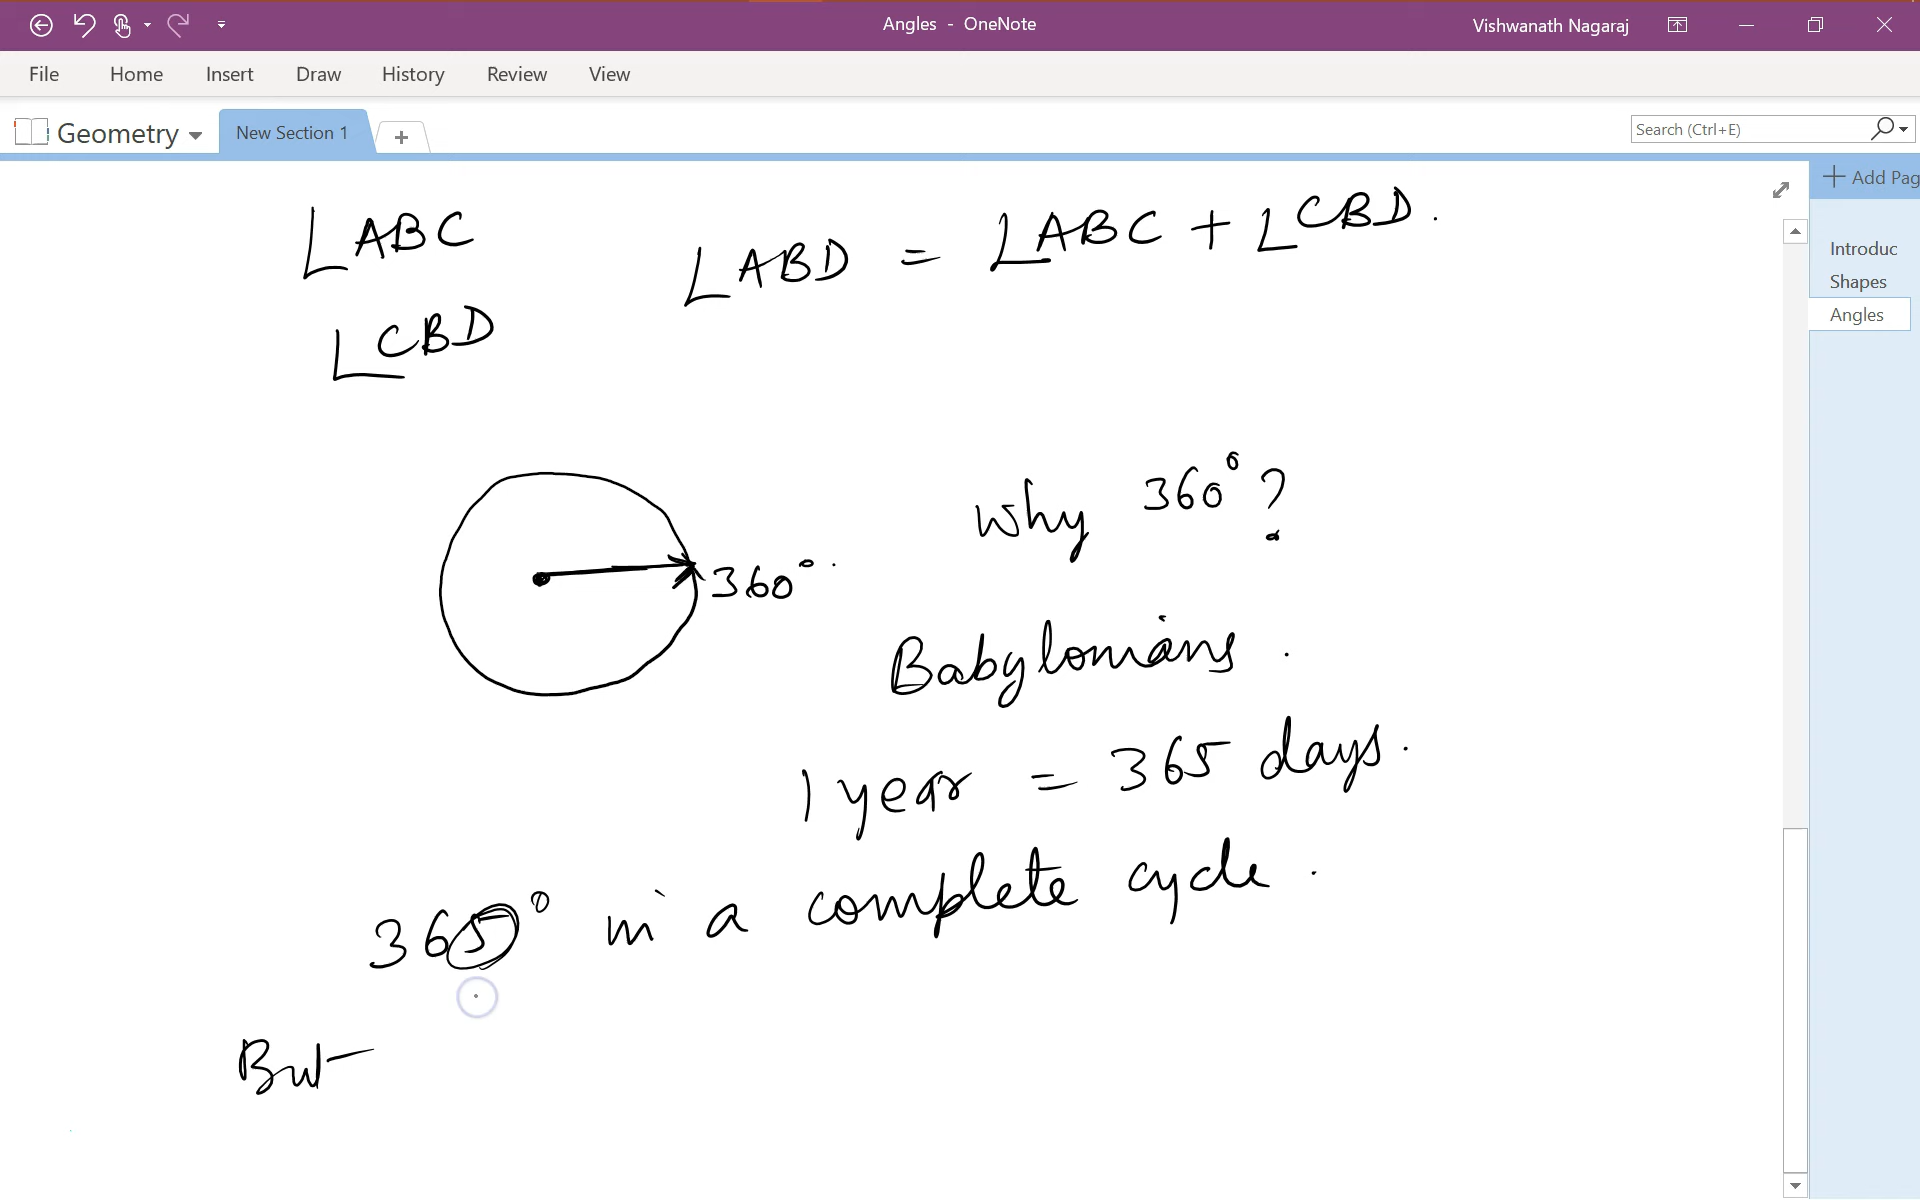 Angles - OneNote
Vishwanath Nagaraj
File Home Insert Draw History Review View
Geometry
New Section 1
+
Search (Ctrl+E)
Add Pag
Introduc
Shapes
Angles
∠ABC
∠ABD = ∠ABC + ∠CBD.
∠CBD
360°.
Why 360°?
Babylonians.
1 year = 365 days.
365° in a complete cycle.
But